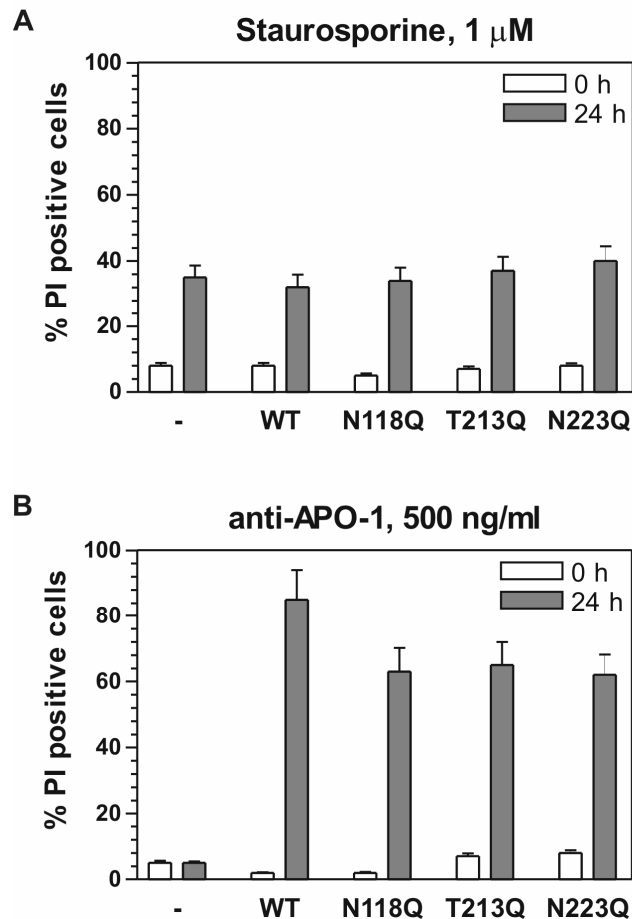 A
Staurosporine, 1 μM
100
80
60
40
20
0
% PI positive cells
0 h
24 h
-
WT
N118Q
T213Q
N223Q
B
anti-APO-1, 500 ng/ml
100
80
60
40
20
0
% PI positive cells
0 h
24 h
-
WT
N118Q
T213Q
N223Q